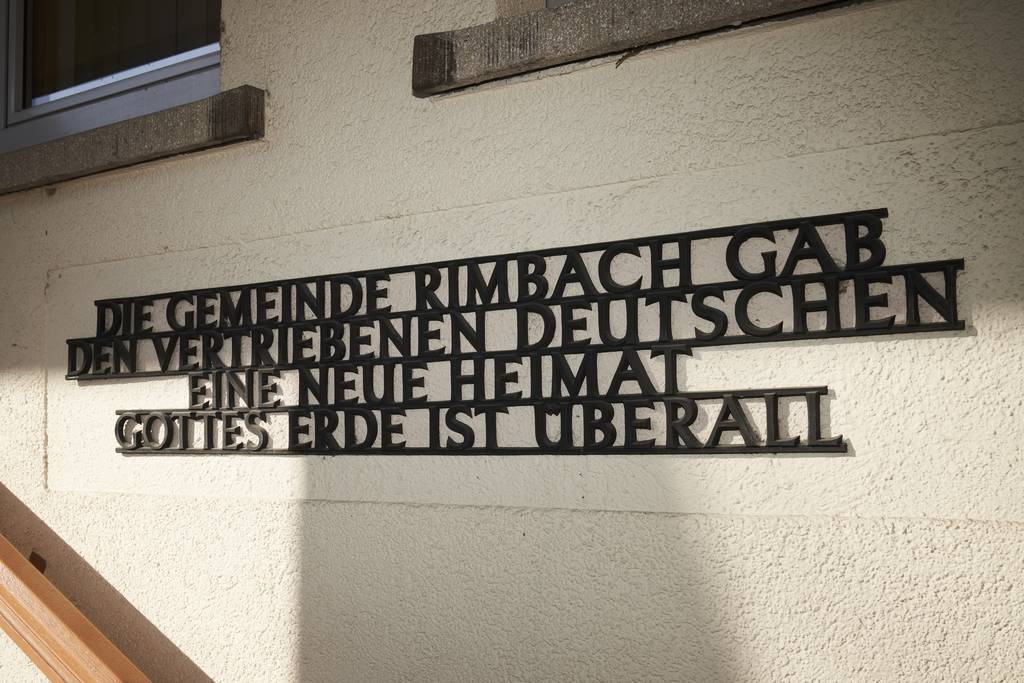 DIE GEMEINDE RIMBACH GAB
DEN VERTRIEBENEN DEUTSCHEN
EINE NEUE HEIMAT
GOTTES ERDE IST ÜBERALL